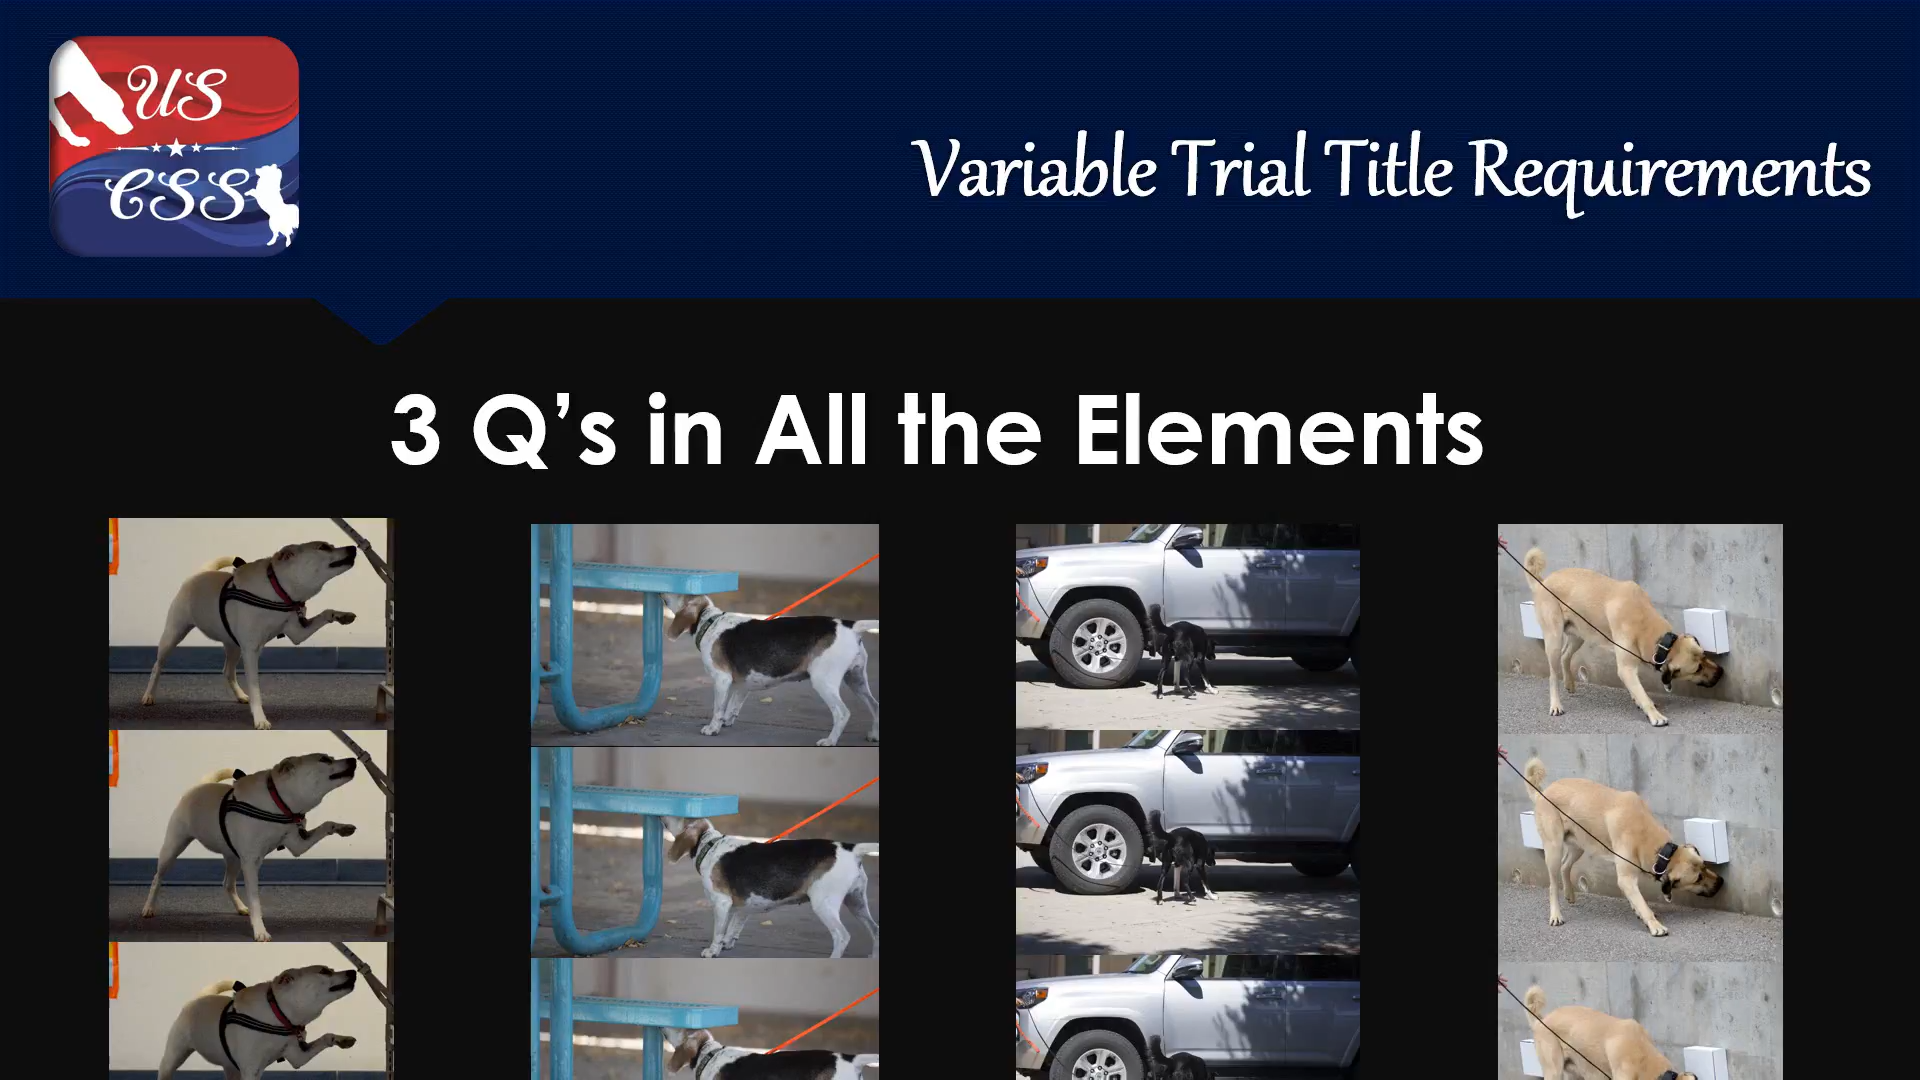 US
CSS
Variable Trial Title Requirements
3 Q’s in All the Elements